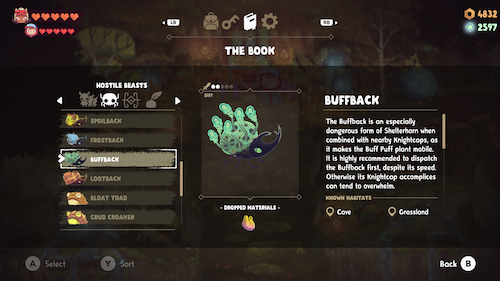 4832
2597
LB
RB
THE BOOK
HOSTILE BEASTS
SPOILBACK
FROSTBACK
BUFFBACK
LOOTBACK
BLOAT TOAD
CRUD CROAKER
DIFF
- DROPPED MATERIALS -
BUFFBACK
The Buffback is an especially
dangerous form of Shelterhorn when
combined with nearby Knightcaps, as
it makes the Buff Puff plant mobile.
It is highly recommended to dispatch
the Buffback first, despite its speed.
Otherwise its Knightcap accomplices
can tend to overwhelm.
KNOWN HABITATS
Cave
Grassland
A Select
Y Sort
Back B